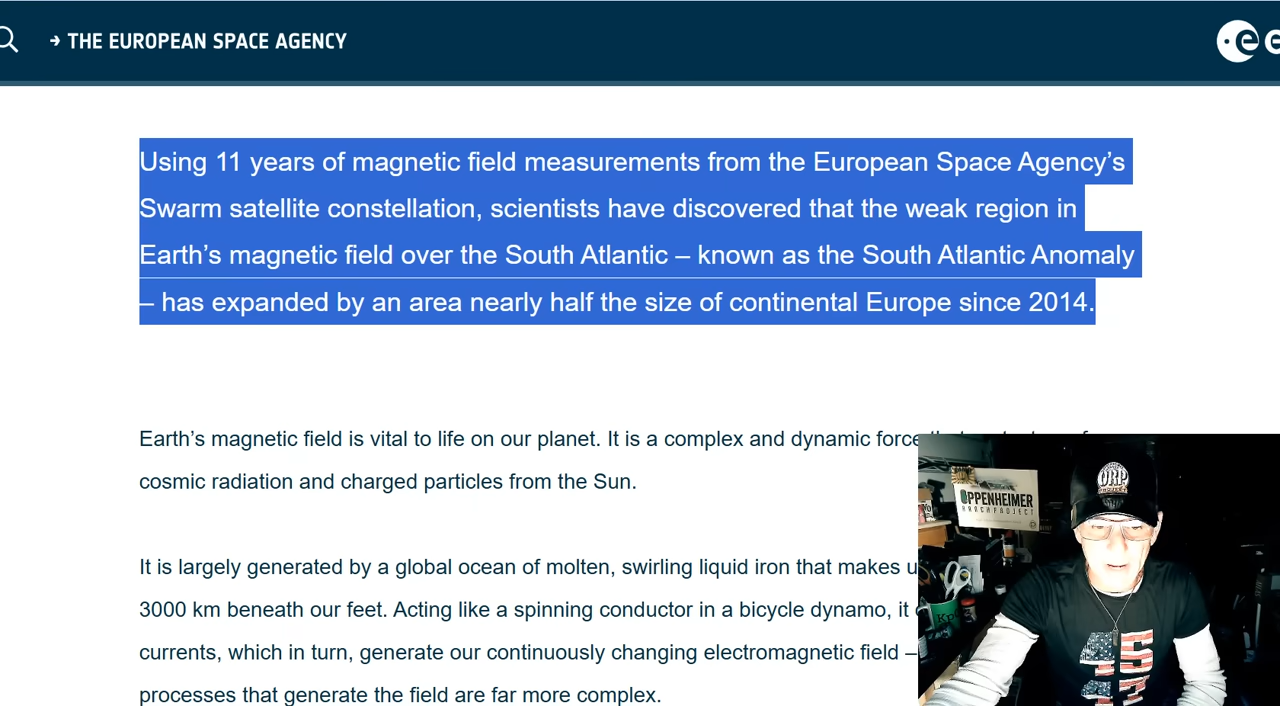 → THE EUROPEAN SPACE AGENCY
Using 11 years of magnetic field measurements from the European Space Agency’s
Swarm satellite constellation, scientists have discovered that the weak region in
Earth’s magnetic field over the South Atlantic – known as the South Atlantic Anomaly
– has expanded by an area nearly half the size of continental Europe since 2014.
Earth’s magnetic field is vital to life on our planet. It is a complex and dynamic force
cosmic radiation and charged particles from the Sun.
It is largely generated by a global ocean of molten, swirling liquid iron that makes
3000 km beneath our feet. Acting like a spinning conductor in a bicycle dynamo, it
currents, which in turn, generate our continuously changing electromagnetic field –
processes that generate the field are far more complex.
OPPENHEIMER
RANCH PROJECT
ORP
45
47